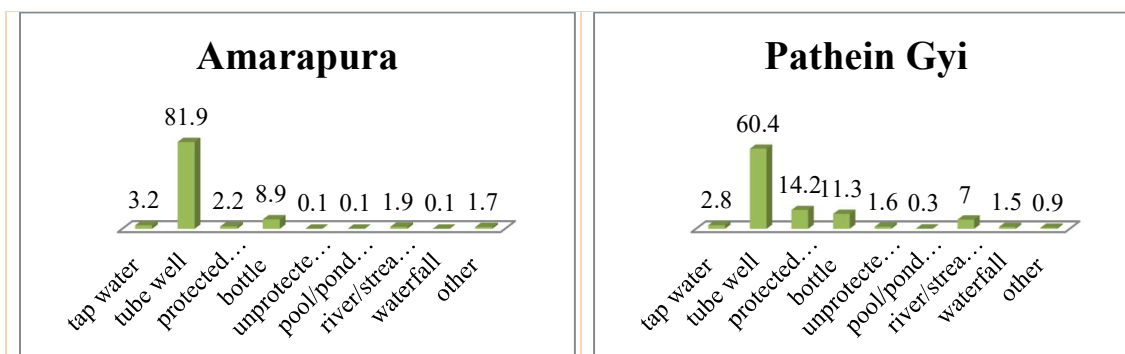 Amarapura
81.9
3.2
2.2
8.9
0.1
0.1
1.9
0.1
1.7
tap water
tube well
protected…
bottle
unprotecte…
pool/pond…
river/strea…
waterfall
other
Pathein Gyi
60.4
2.8
14.2
11.3
1.6
0.3
7
1.5
0.9
tap water
tube well
protected…
bottle
unprotecte…
pool/pond…
river/strea…
waterfall
other